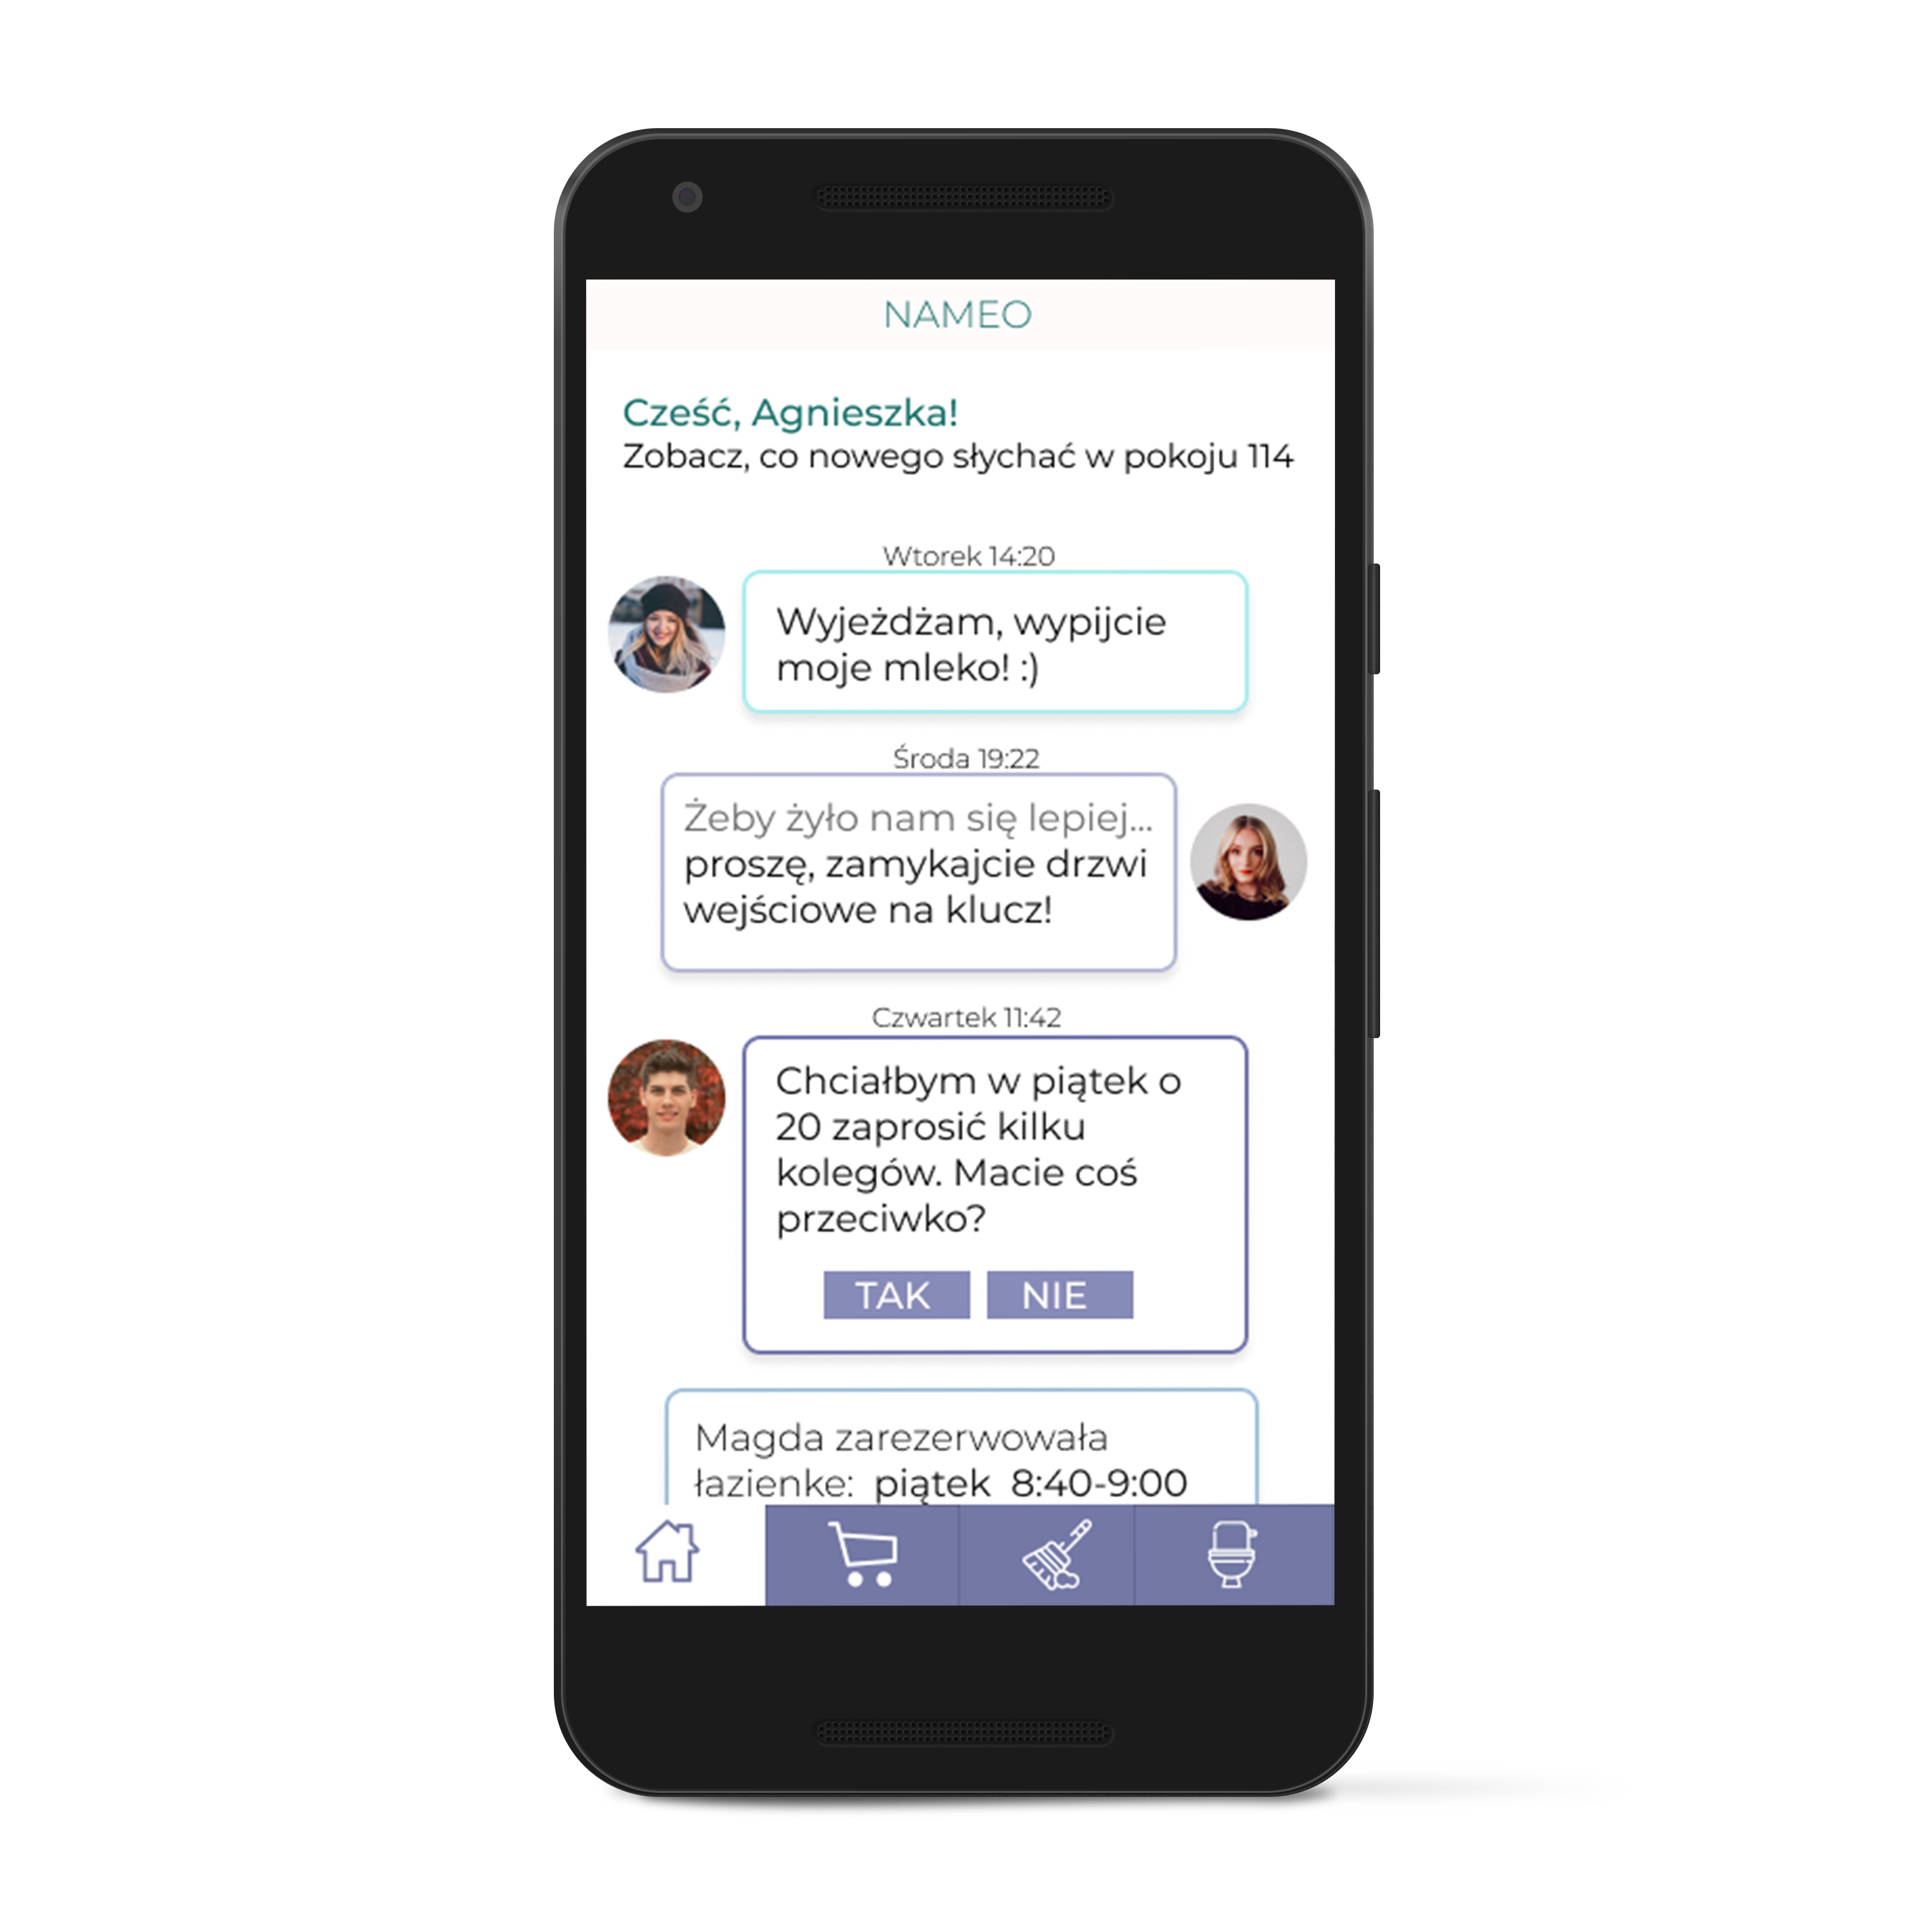 NAMEO
Cześć, Agnieszka!
Zobacz, co nowego słychać w pokoju 114
Wtorek 14:20
Wyjeżdżam, wypijcie
moje mleko! :)
Środa 19:22
Żeby żyło nam się lepiej...
proszę, zamykajcie drzwi
wejściowe na klucz!
Czwartek 11:42
Chciałbym w piątek o
20 zaprosić kilku
kolegów. Macie coś
przeciwko?
TAK NIE
Magda zarezerwowała
łazienke: piątek 8:40-9:00